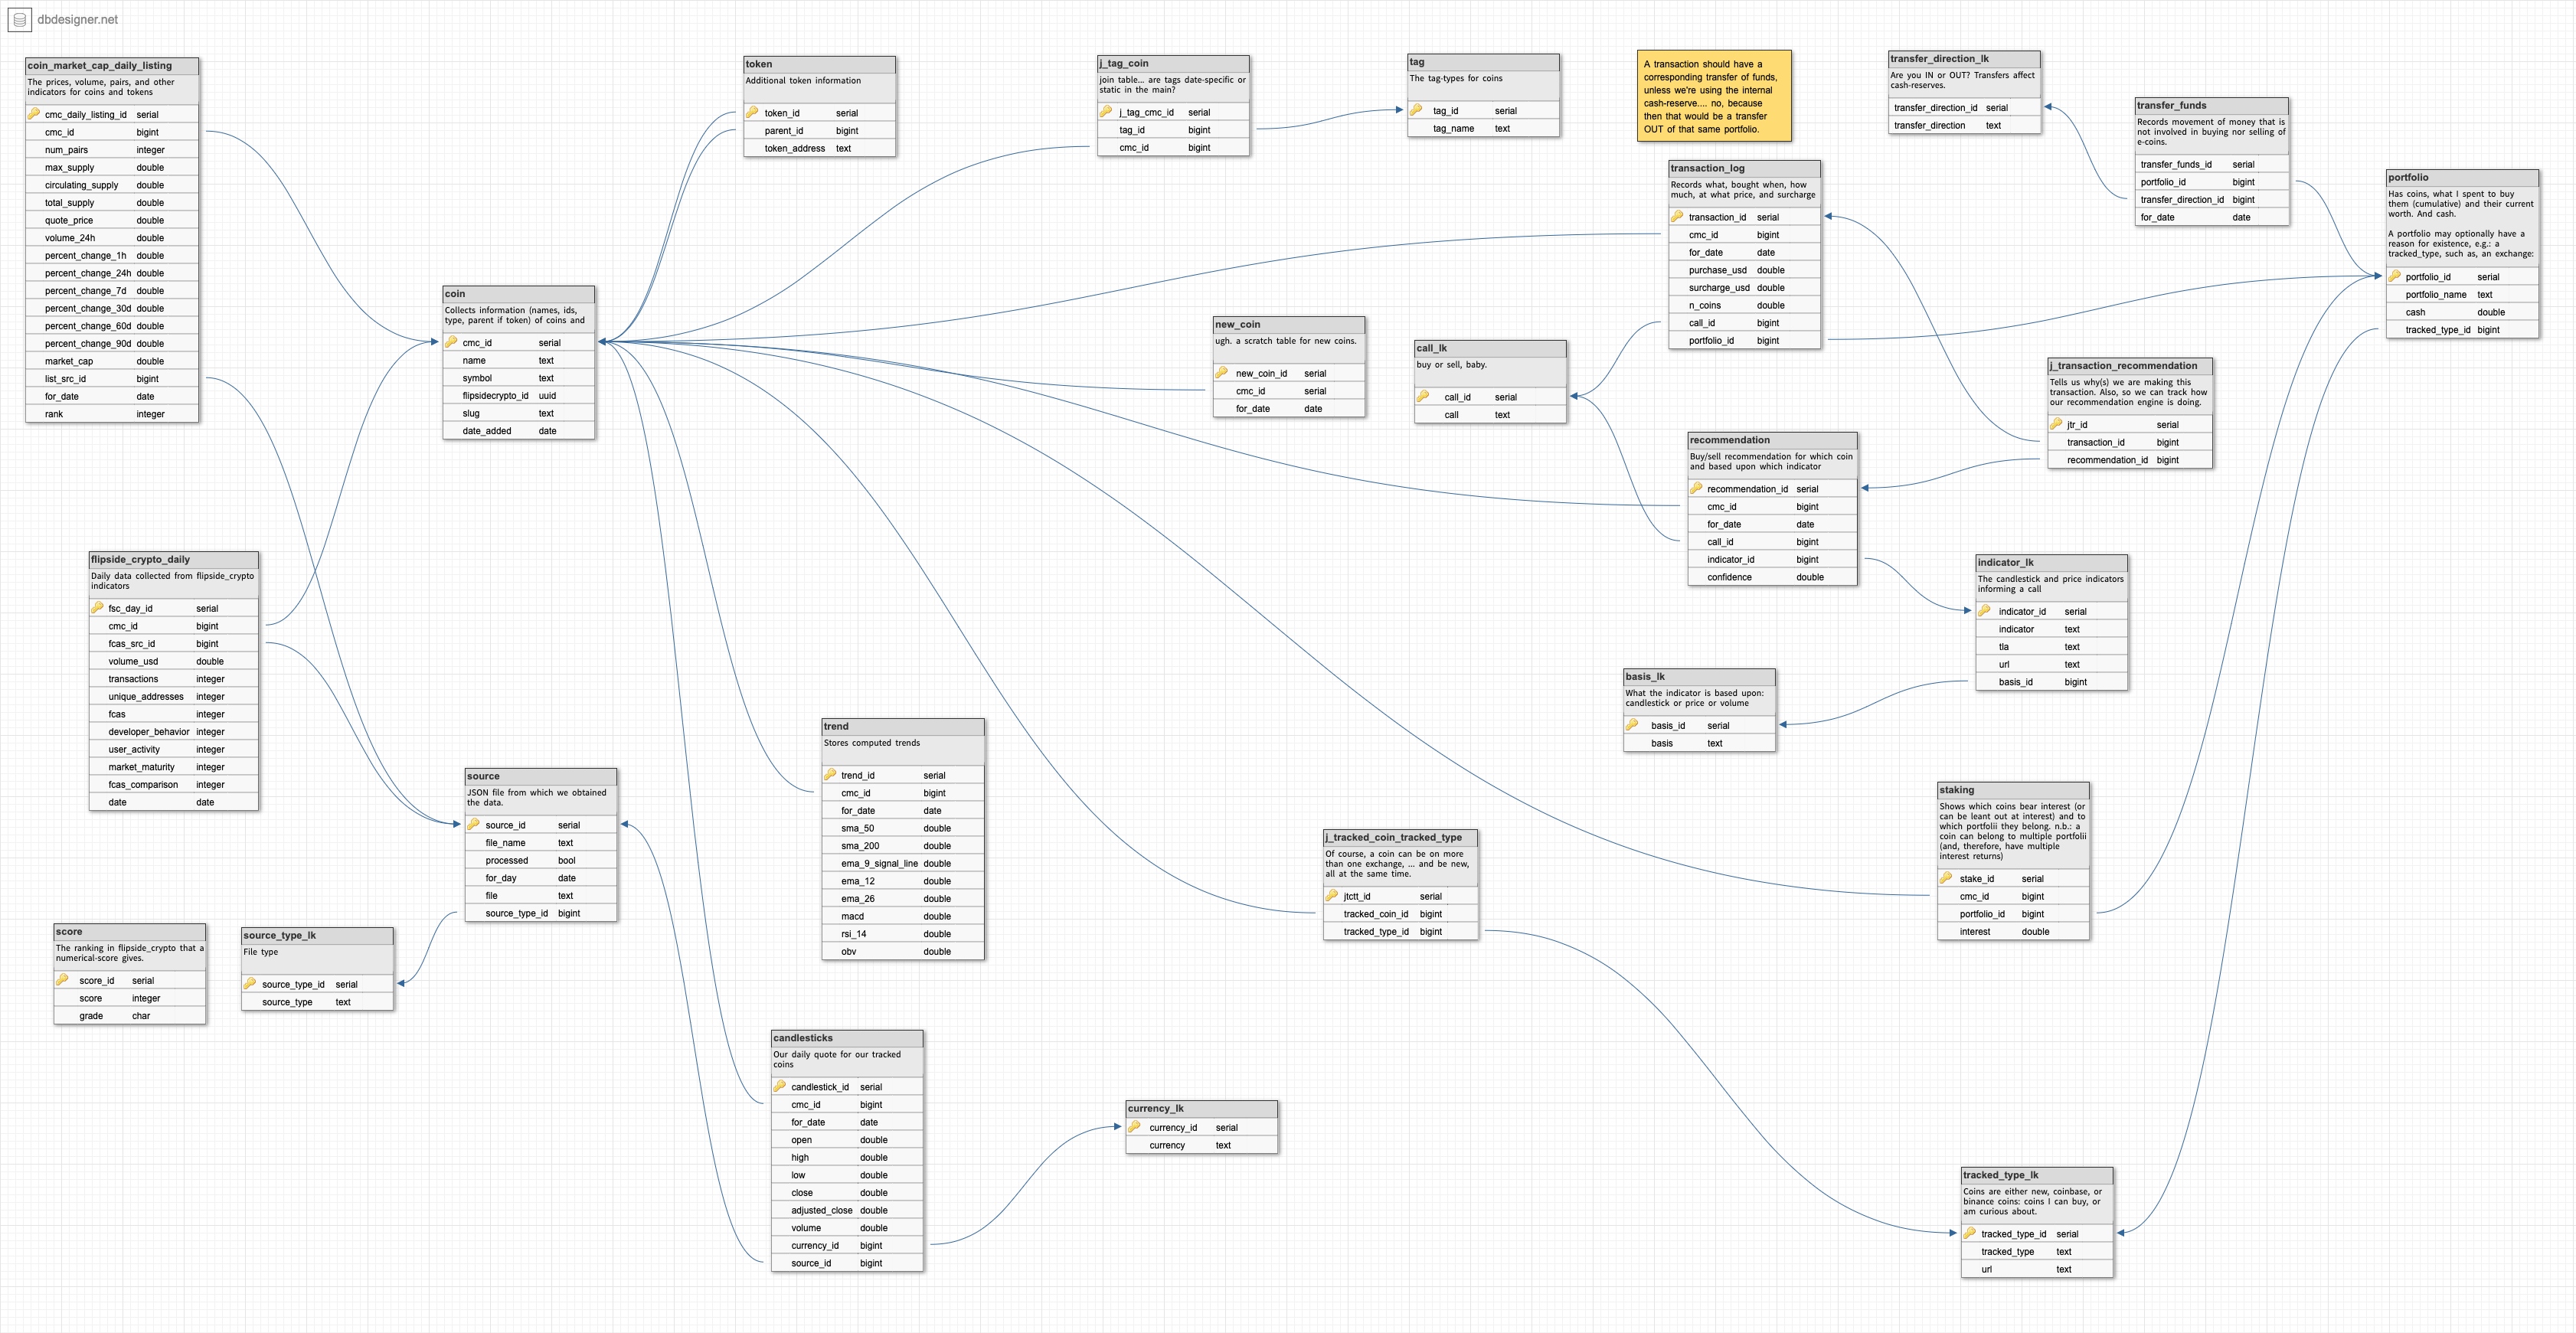 dbdesigner.net
coin_market_cap_daily_listing
The prices, volume, pairs, and other
indicators for coins and tokens
cmc_daily_listing_id serial
cmc_id bigint
num_pairs integer
max_supply double
circulating_supply double
total_supply double
quote_price double
volume_24h double
percent_change_1h double
percent_change_24h double
percent_change_7d double
percent_change_30d double
percent_change_60d double
percent_change_90d double
market_cap double
list_src_id bigint
for_date date
rank integer
token
Additional token information
token_id serial
parent_id bigint
token_address text
j_tag_coin
join table... are tags date-specific or
static in the main?
j_tag_cmc_id serial
tag_id bigint
cmc_id bigint
tag
The tag-types for coins
tag_id serial
tag_name text
A transaction should have a
corresponding transfer of funds,
unless we're using the internal
cash-reserve.... no, because
then that would be a transfer
OUT of that same portfolio.
transfer_direction_lk
Are you IN or OUT? Transfers affect
cash-reserves.
transfer_direction_id serial
transfer_direction text
transfer_funds
Records movement of money that is
not involved in buying nor selling of
e-coins.
transfer_funds_id serial
portfolio_id bigint
transfer_direction_id bigint
for_date date
portfolio
Has coins, what I spent to buy
them (cumulative) and their current
worth. And cash.
A portfolio may optionally have a
reason for existence, e.g.: a
tracked_type, such as, an exchange:
portfolio_id serial
portfolio_name text
cash double
tracked_type_id bigint
transaction_log
Records what, bought when, how
much, at what price, and surcharge
transaction_id serial
cmc_id bigint
for_date date
purchase_usd double
surcharge_usd double
n_coins double
call_id bigint
portfolio_id bigint
coin
Collects information (names, ids,
type, parent if token) of coins and
cmc_id serial
name text
symbol text
flipsidecrypto_id uuid
slug text
date_added date
new_coin
ugh. a scratch table for new coins.
new_coin_id serial
cmc_id serial
for_date date
call_lk
buy or sell, baby.
call_id serial
call text
j_transaction_recommendation
Tells us why(s) we are making this
transaction. Also, so we can track how
our recommendation engine is doing.
jtr_id serial
transaction_id bigint
recommendation_id bigint
recommendation
Buy/sell recommendation for which coin
and based upon which indicator
recommendation_id serial
cmc_id bigint
for_date date
call_id bigint
indicator_id bigint
confidence double
flipside_crypto_daily
Daily data collected from flipside_crypto
indicators
fsc_day_id serial
cmc_id bigint
fcas_src_id bigint
volume_usd double
transactions integer
unique_addresses integer
fcas integer
developer_behavior integer
user_activity integer
market_maturity integer
fcas_comparison integer
date date
indicator_lk
The candlestick and price indicators
informing a call
indicator_id serial
indicator text
tla text
url text
basis_id bigint
basis_lk
What the indicator is based upon:
candlestick or price or volume
basis_id serial
basis text
trend
Stores computed trends
trend_id serial
cmc_id bigint
for_date date
sma_50 double
sma_200 double
ema_9_signal_line double
ema_12 double
ema_26 double
macd double
rsi_14 double
obv double
source
JSON file from which we obtained
the data.
source_id serial
file_name text
processed bool
for_day date
file text
source_type_id bigint
staking
Shows which coins bear interest (or
can be leant out at interest) and to
which portfolii they belong. n.b.: a
coin can belong to multiple portfolii
(and, therefore, have multiple
interest returns)
stake_id serial
cmc_id bigint
portfolio_id bigint
interest double
j_tracked_coin_tracked_type
Of course, a coin can be on more
than one exchange, ... and be new,
all at the same time.
jtctt_id serial
tracked_coin_id bigint
tracked_type_id bigint
score
The ranking in flipside_crypto that a
numerical-score gives.
score_id serial
score integer
grade char
source_type_lk
File type
source_type_id serial
source_type text
candlesticks
Our daily quote for our tracked
coins
candlestick_id serial
cmc_id bigint
for_date date
open double
high double
low double
close double
adjusted_close double
volume double
currency_id bigint
source_id bigint
currency_lk
currency_id serial
currency text
tracked_type_lk
Coins are either new, coinbase, or
binance coins: coins I can buy, or
am curious about.
tracked_type_id serial
tracked_type text
url text